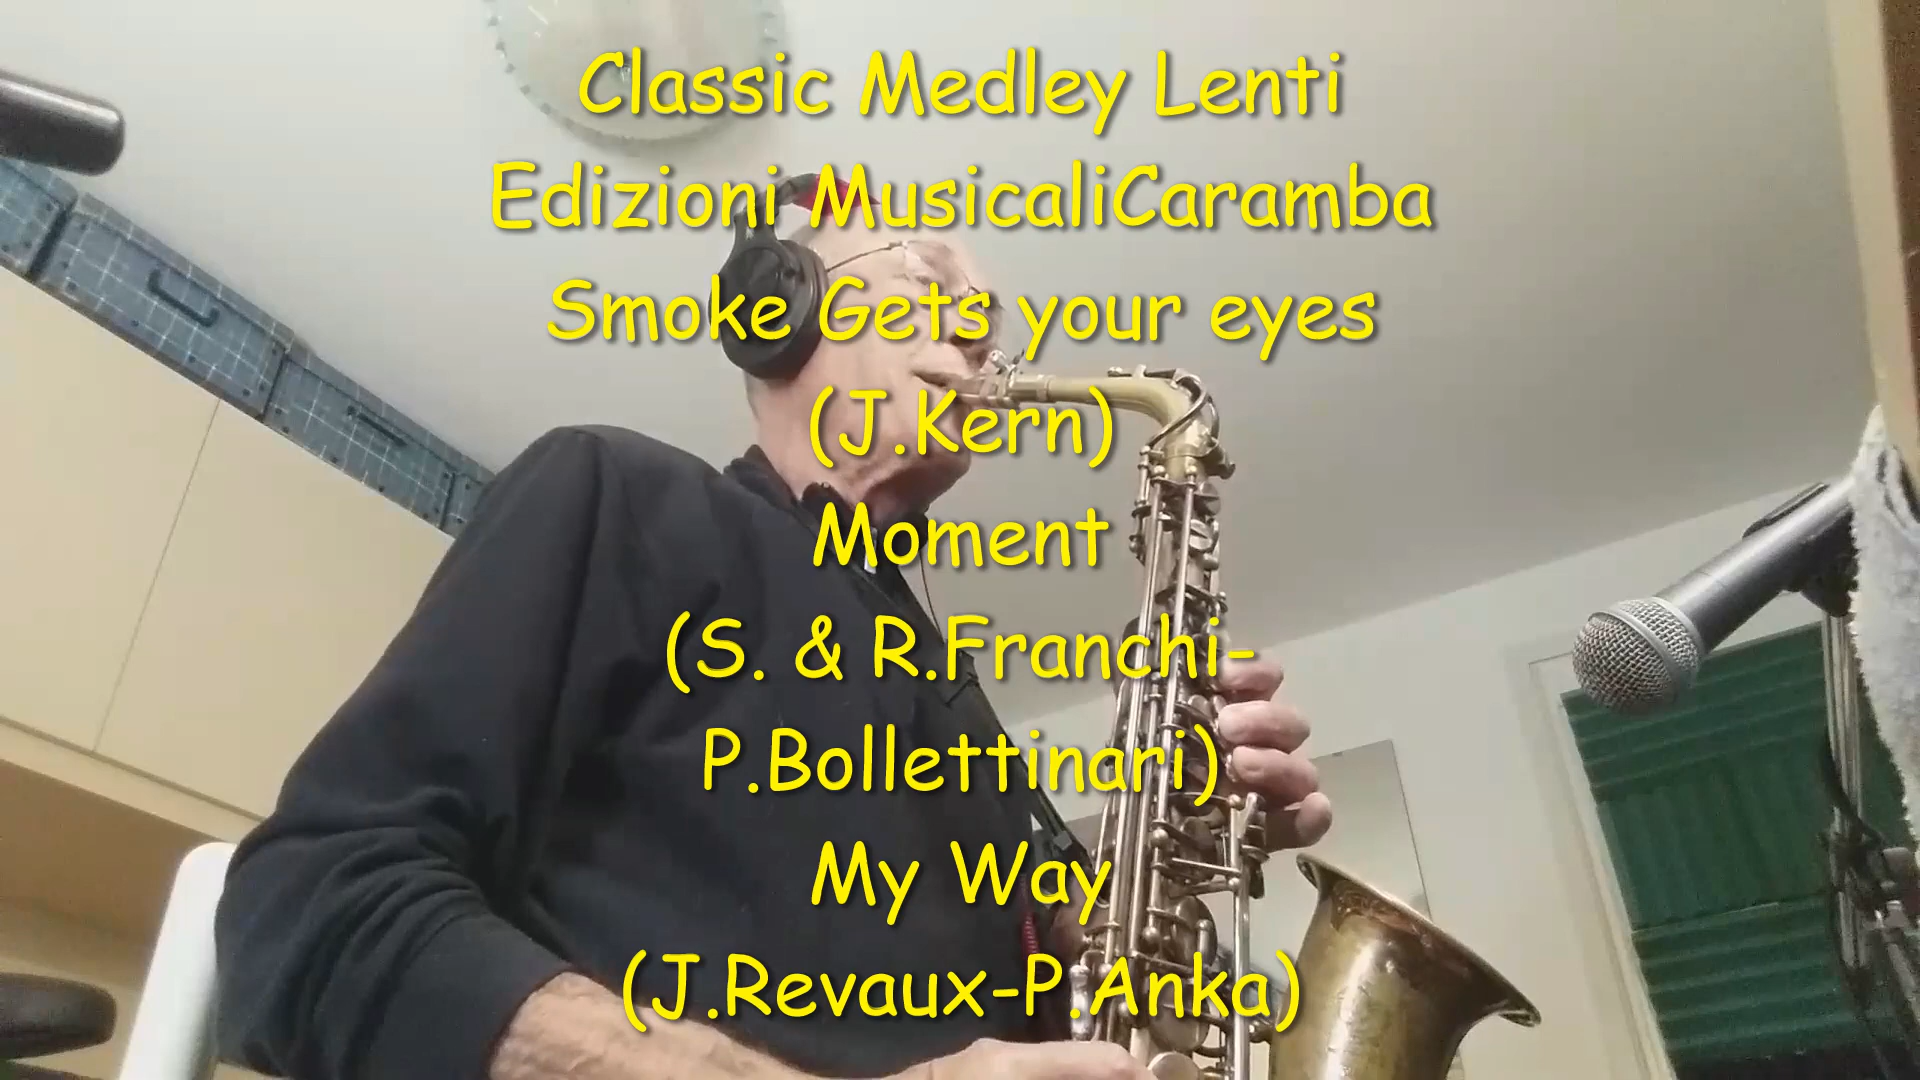 Classic Medley Lenti
Edizioni MusicaliCaramba
Smoke Gets your eyes
(J.Kern)
Moment
(S. & R.Franchi-
P.Bollettinari)
My Way
(J.Revaux-P.Anka)